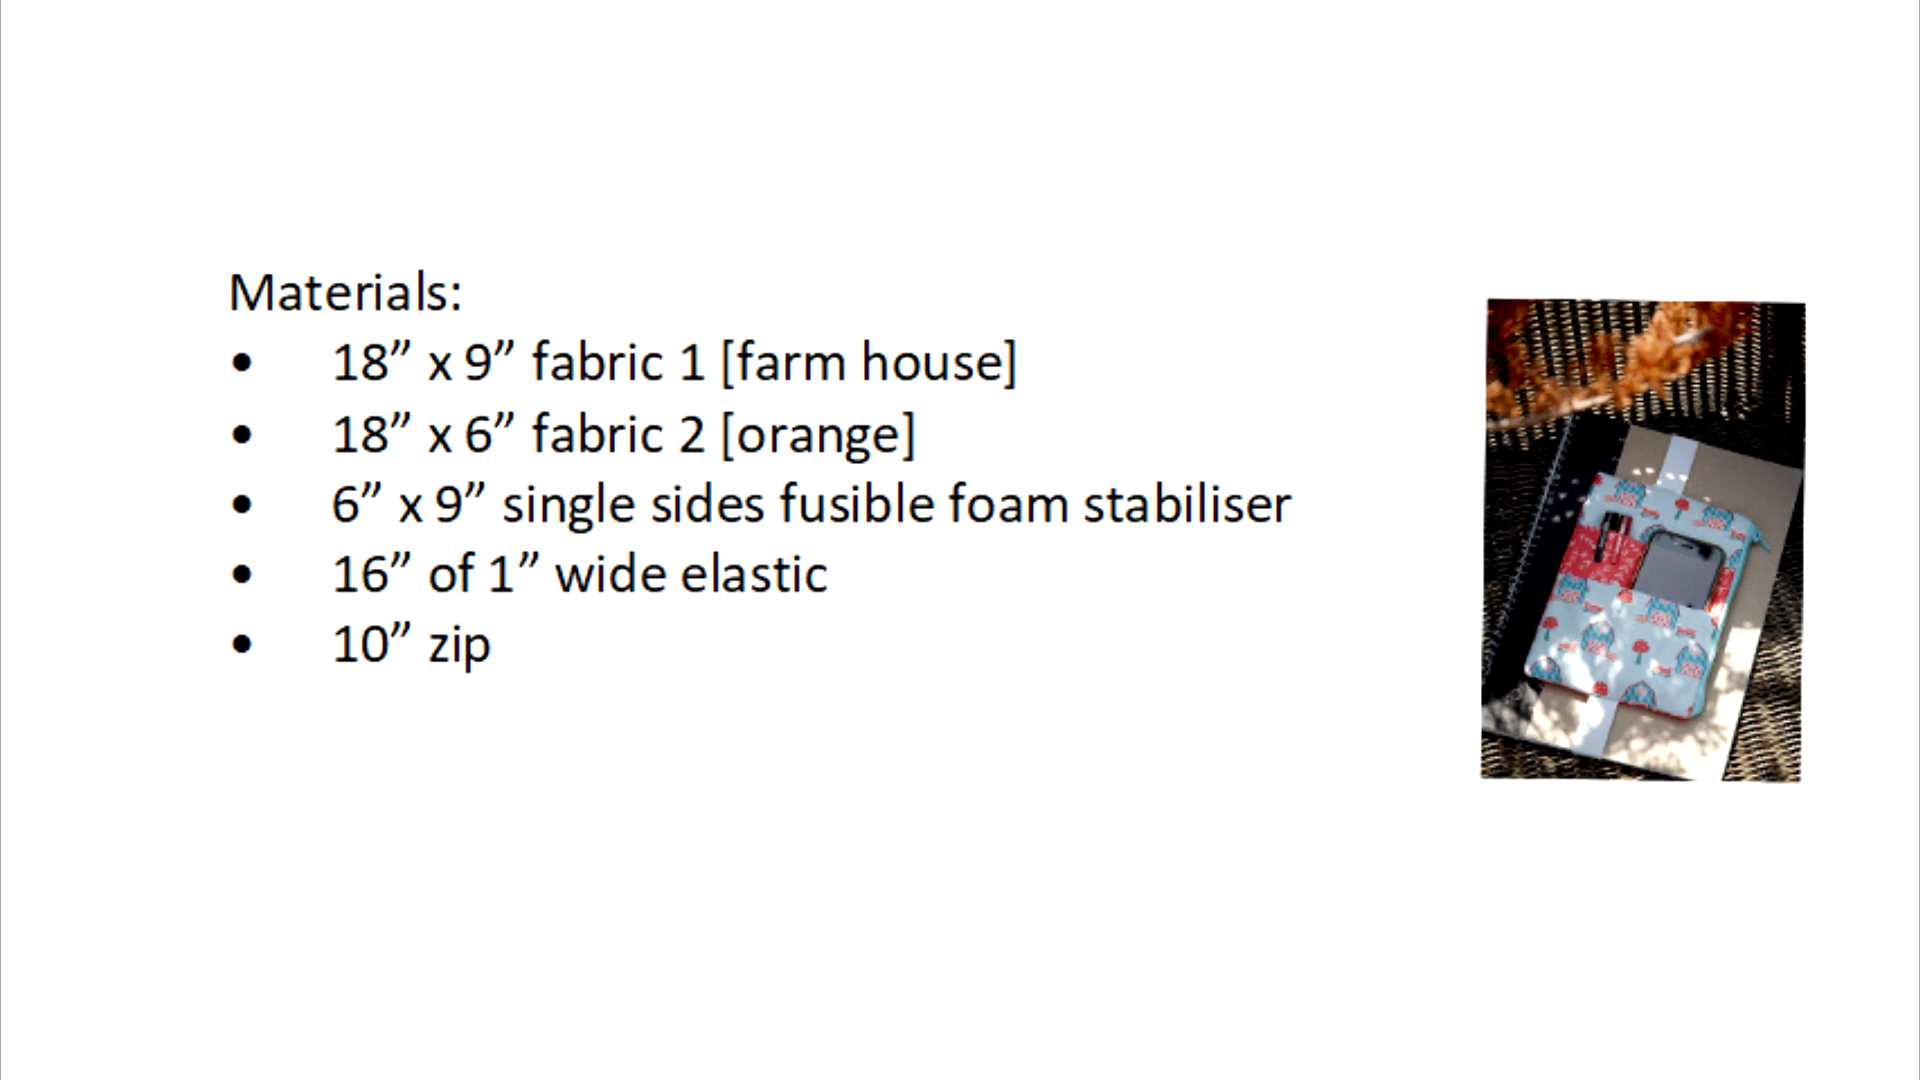 Materials:
• 18” x 9” fabric 1 [farm house]
• 18” x 6” fabric 2 [orange]
• 6” x 9” single sides fusible foam stabiliser
• 16” of 1” wide elastic
• 10” zip